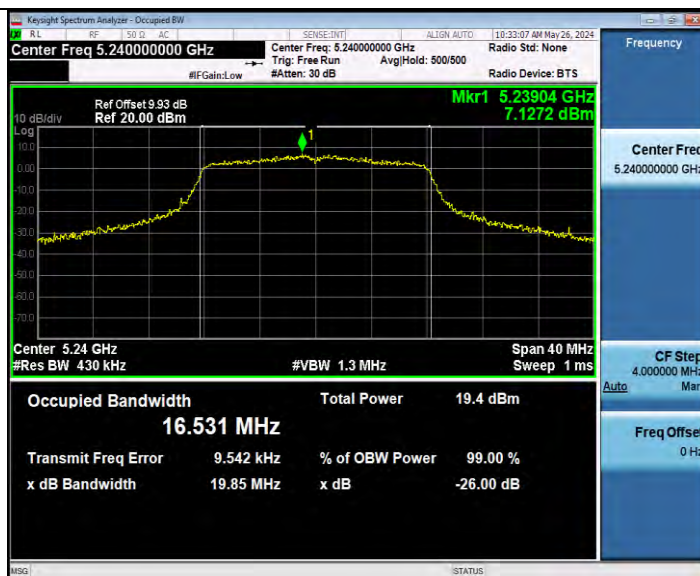 Keysight Spectrum Analyzer - Occupied BW
RL RF 50 Ω AC SENSE:INT ALIGN AUTO 10:33:07 AM May 26, 2024
Center Freq 5.240000000 GHz
Center Freq: 5.240000000 GHz Radio Std: None
Trig: Free Run Avg|Hold: 500/500
#IFGain:Low #Atten: 30 dB Radio Device: BTS
Frequency
Ref Offset 9.93 dB
10 dB/div Ref 20.00 dBm
Mkr1 5.23904 GHz
7.1272 dBm
Log
1
10.0
0.00
-10.0
-20.0
-30.0
-40.0
-50.0
-60.0
-70.0
Center 5.24 GHz Span 40 MHz
#Res BW 430 kHz #VBW 1.3 MHz Sweep 1 ms
Center Freq
5.240000000 GHz
CF Step
4.000000 MHz
Auto Man
Freq Offset
0 Hz
Occupied Bandwidth Total Power 19.4 dBm
16.531 MHz
Transmit Freq Error 9.542 kHz % of OBW Power 99.00 %
x dB Bandwidth 19.85 MHz x dB -26.00 dB
MSG STATUS